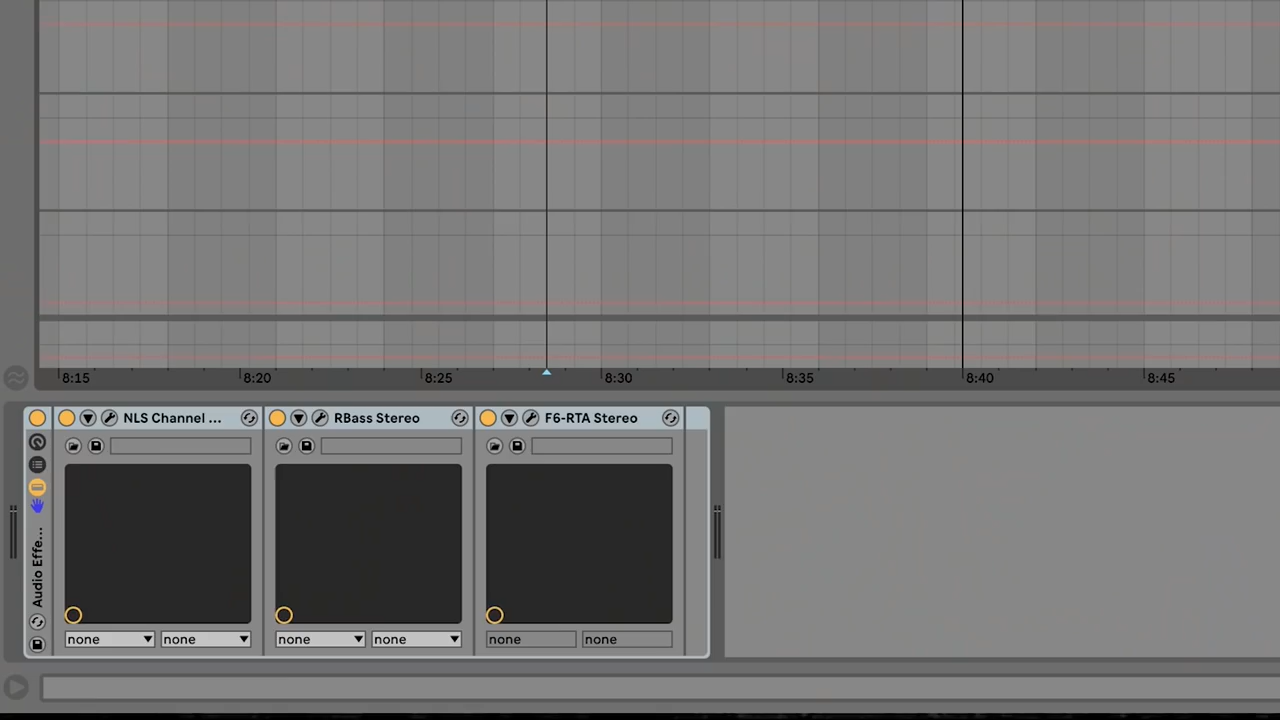 8:15 8:20 8:25 8:30 8:35 8:40 8:45
NLS Channel ... RBass Stereo F6-RTA Stereo
Audio Effe...
none none none none none none